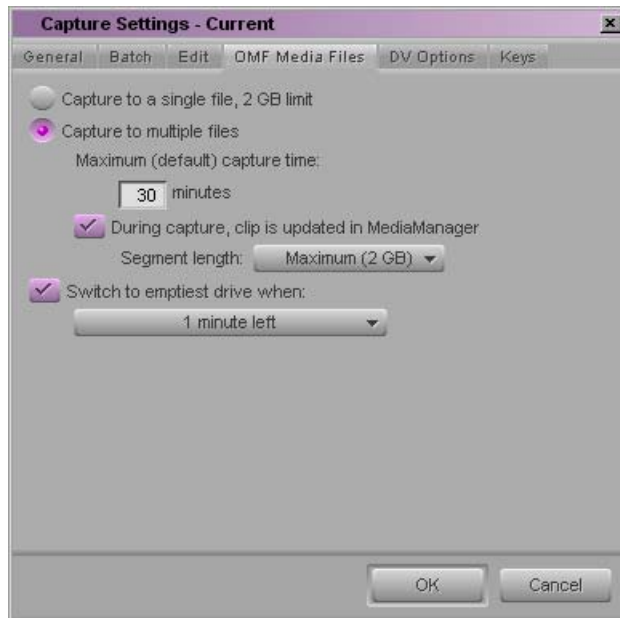 Capture Settings - Current
General Batch Edit OMF Media Files DV Options Keys
Capture to a single file, 2 GB limit
Capture to multiple files
Maximum (default) capture time:
30 minutes
During capture, clip is updated in MediaManager
Segment length: Maximum (2 GB)
Switch to emptiest drive when:
1 minute left
OK Cancel